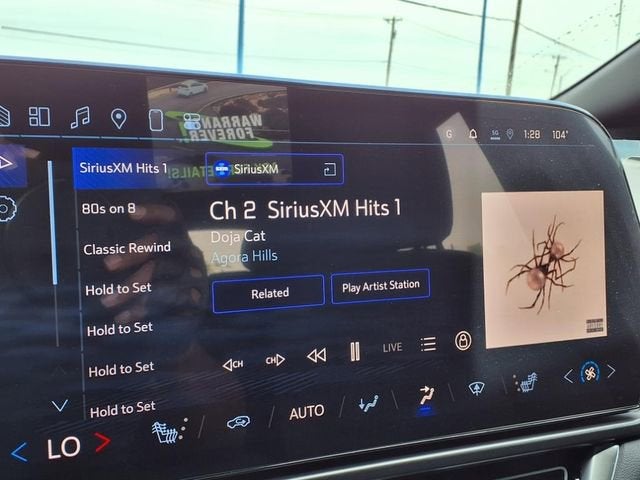 WARRANTY
FOREVER
DETAILS!
G 5G 1:28 104°
SiriusXM Hits 1
80s on 8
Classic Rewind
Hold to Set
Hold to Set
Hold to Set
Hold to Set
SiriusXM
Ch 2 SiriusXM Hits 1
Doja Cat
Agora Hills
Related
Play Artist Station
CH
CH
LIVE
LO
AUTO